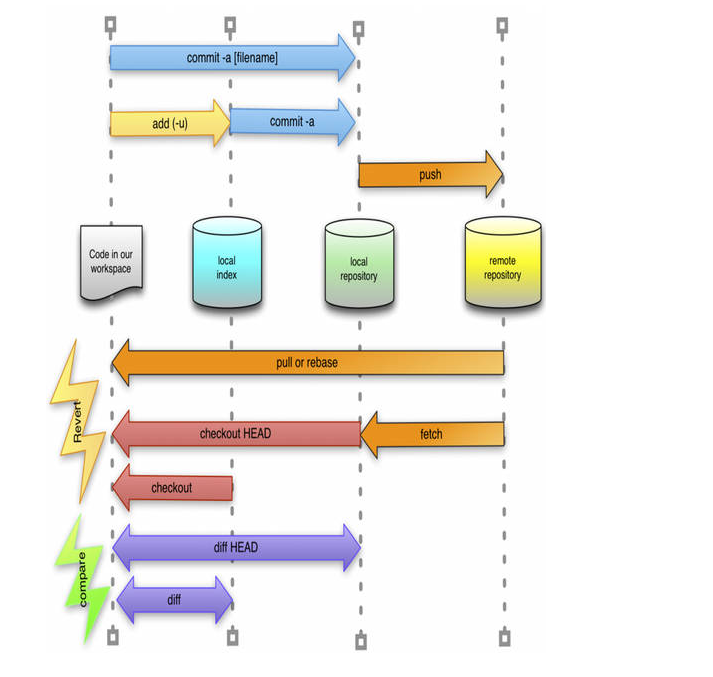 commit -a [filename]
add (-u)
commit -a
push
Code in our
workspace
local
index
local
repository
remote
repository
pull or rebase
Revert
checkout HEAD
fetch
checkout
compare
diff HEAD
diff